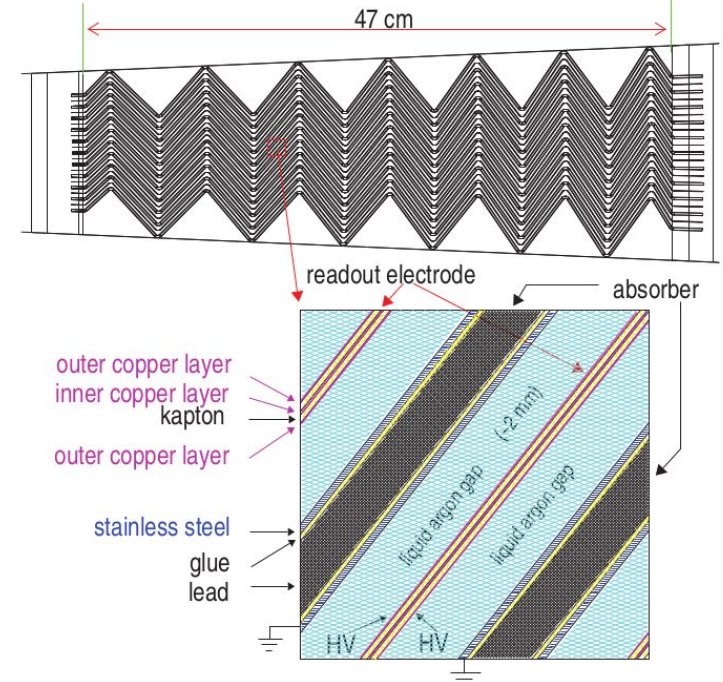 47 cm
readout electrode
absorber
outer copper layer
inner copper layer
kapton
outer copper layer
(~2 mm)
liquid argon gap
liquid argon gap
stainless steel
glue
lead
HV
HV